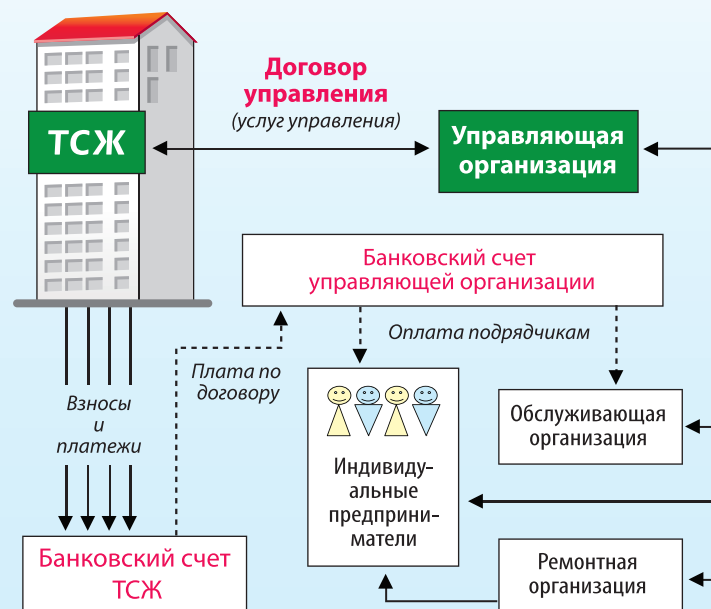 Договор
управления
(услуг управления)
ТСЖ
Управляющая
организация
Банковский счет
управляющей организации
Оплата подрядчикам
Плата по
договору
Взносы
и
платежи
Индивиду-
альные
предприни-
матели
Обслуживающая
организация
Банковский счет
ТСЖ
Ремонтная
организация